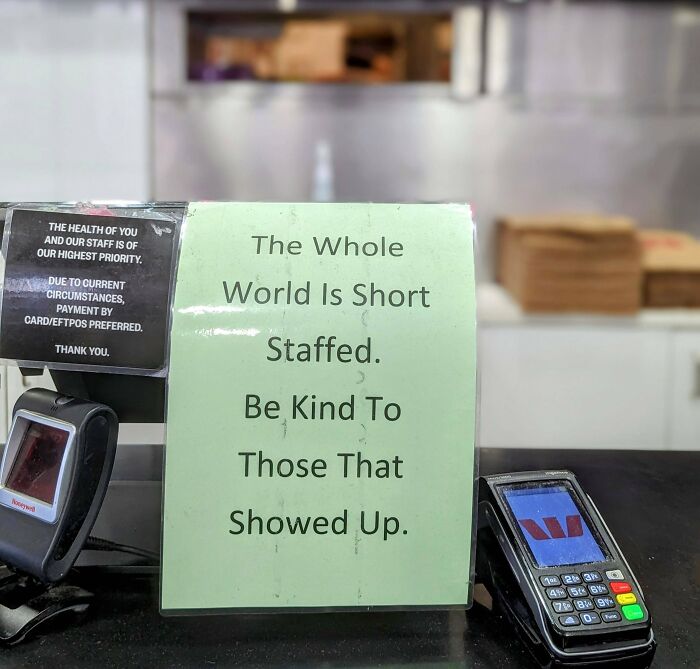 THE HEALTH OF YOU
AND OUR STAFF IS OF
OUR HIGHEST PRIORITY.
DUE TO CURRENT
CIRCUMSTANCES,
PAYMENT BY
CARD/EFTPOS PREFERRED.
THANK YOU.
The Whole
World Is Short
Staffed.
Be Kind To
Those That
Showed Up.
Honeywell